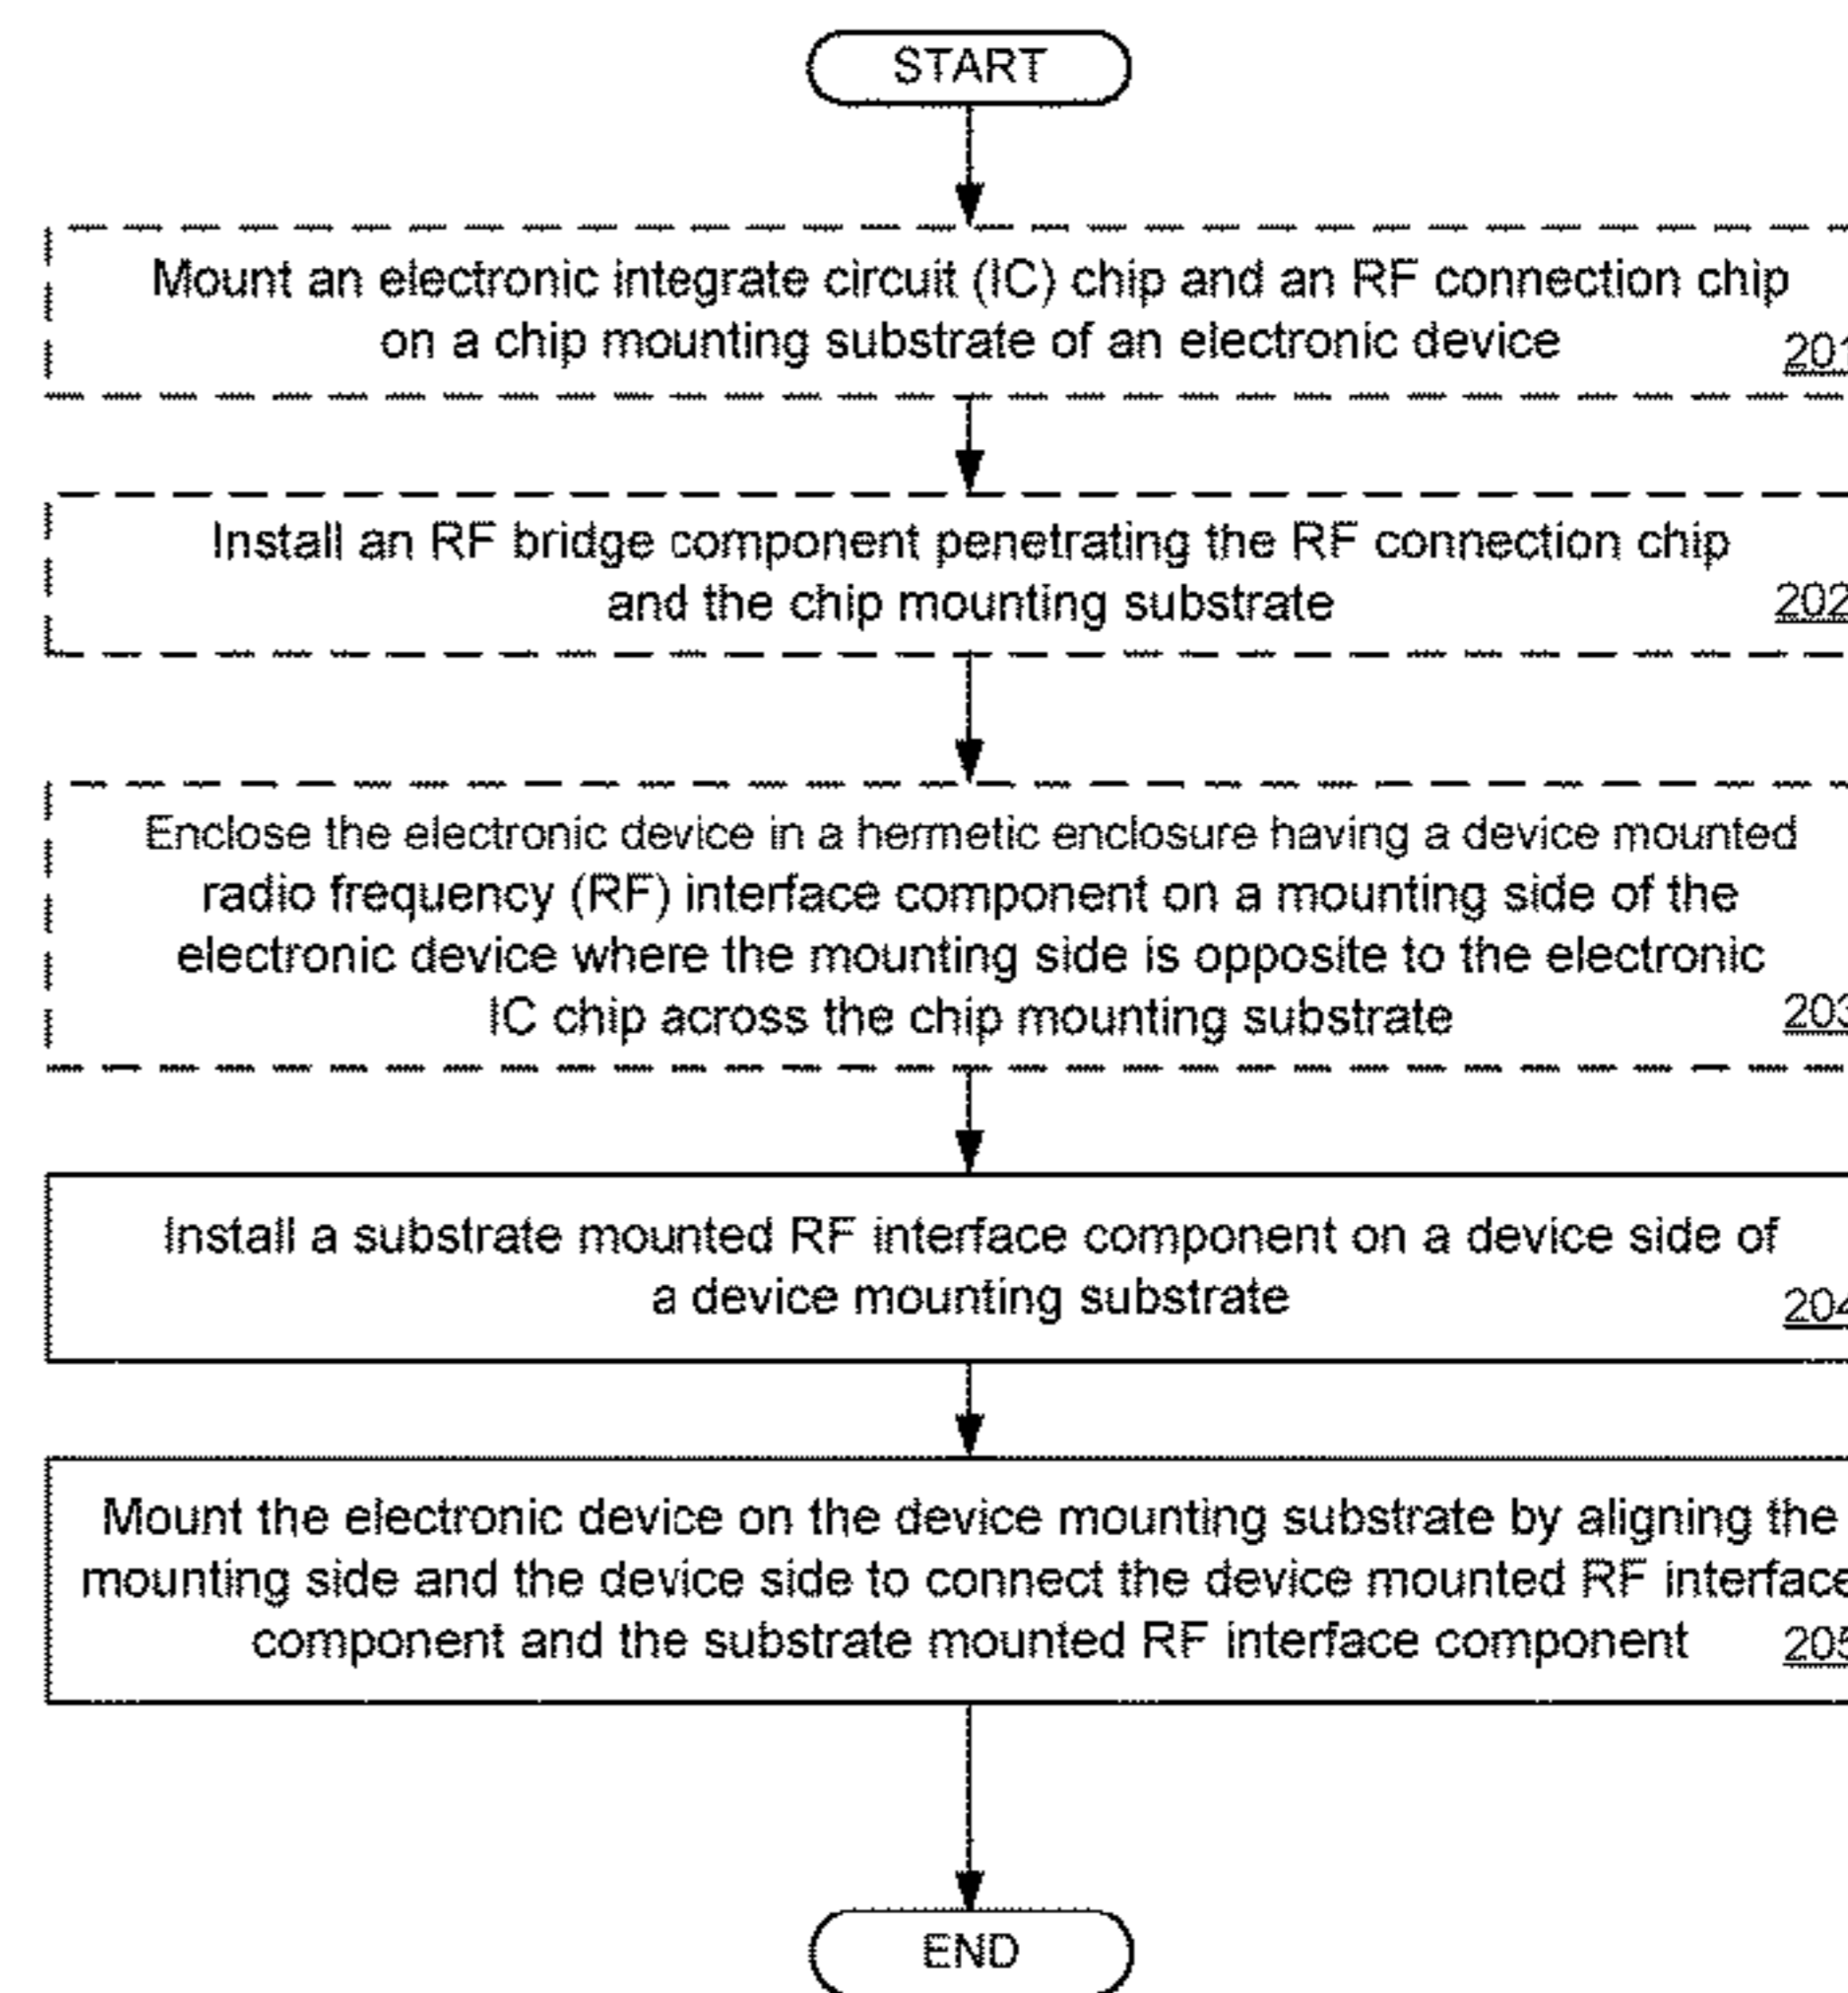 START
Mount an electronic integrate circuit (IC) chip and an RF connection chip
on a chip mounting substrate of an electronic device
201
Install an RF bridge component penetrating the RF connection chip
and the chip mounting substrate
202
Enclose the electronic device in a hermetic enclosure having a device mounted
radio frequency (RF) interface component on a mounting side of the
electronic device where the mounting side is opposite to the electronic
IC chip across the chip mounting substrate
203
Install a substrate mounted RF interface component on a device side of
a device mounting substrate
204
Mount the electronic device on the device mounting substrate by aligning the
mounting side and the device side to connect the device mounted RF interface
component and the substrate mounted RF interface component
205
END